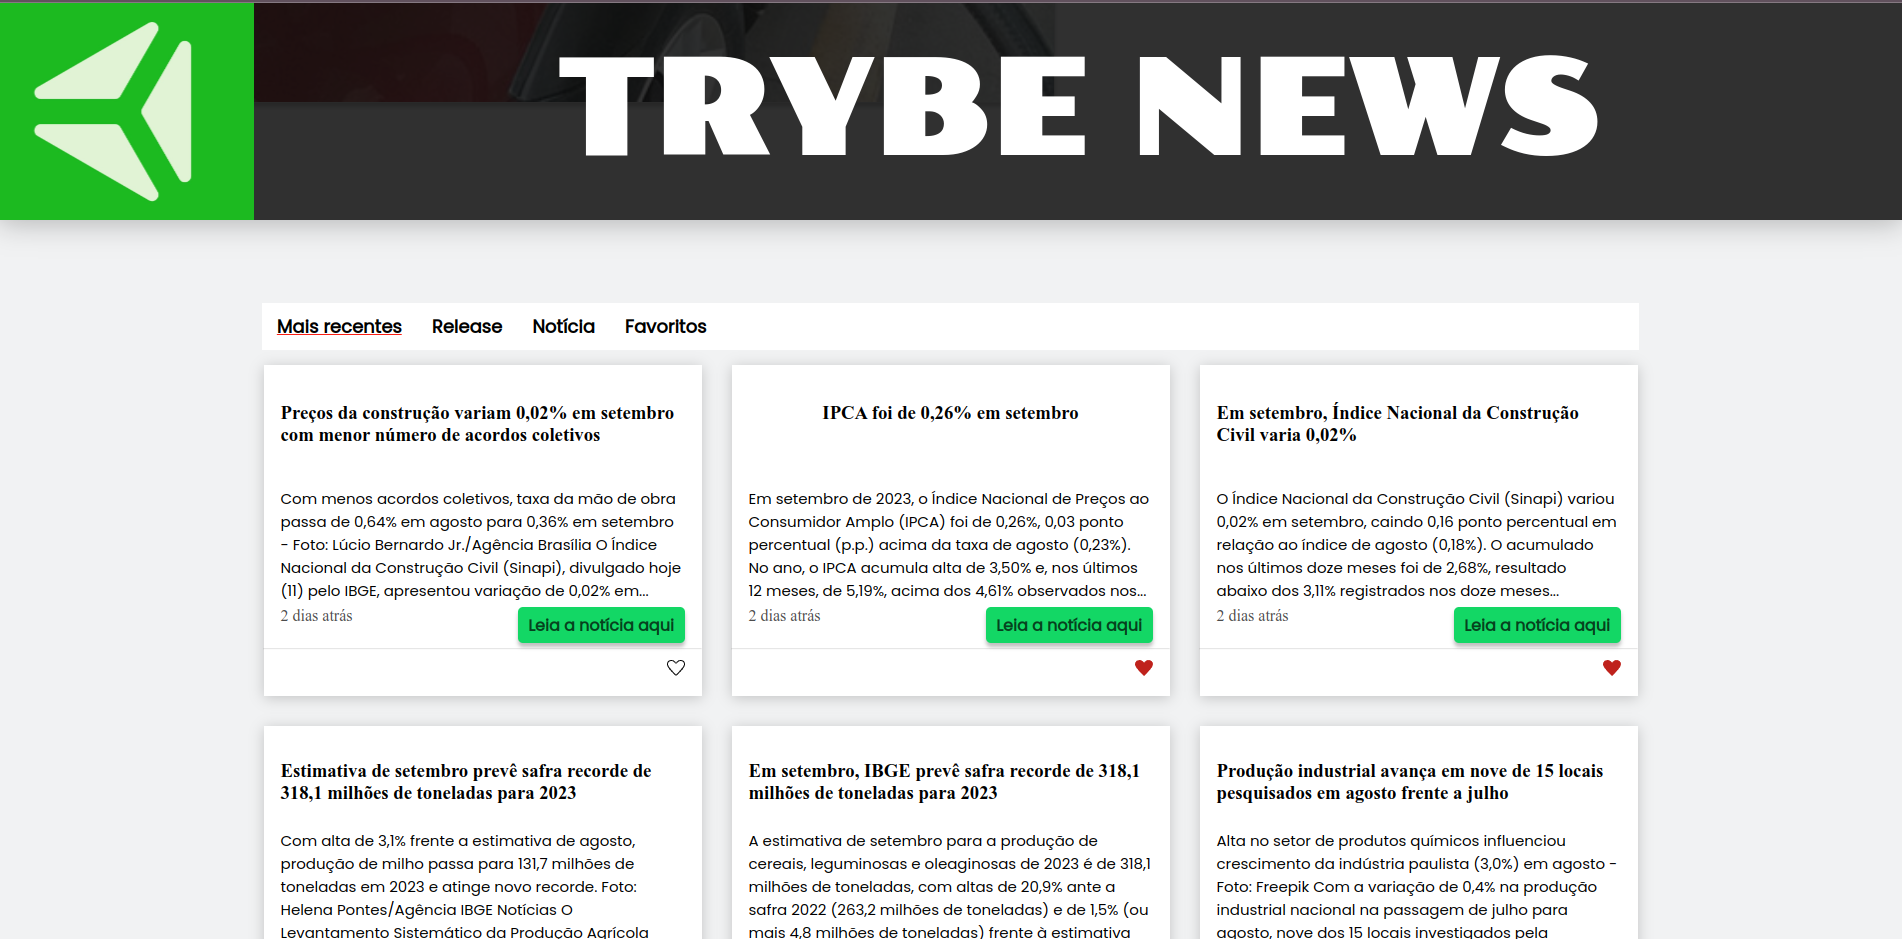 TRYBE NEWS
Mais recentes Release Notícia Favoritos
Preços da construção variam 0,02% em setembro
com menor número de acordos coletivos
Com menos acordos coletivos, taxa da mão de obra
passa de 0,64% em agosto para 0,36% em setembro
- Foto: Lúcio Bernardo Jr./Agência Brasília O Índice
Nacional da Construção Civil (Sinapi), divulgado hoje
(11) pelo IBGE, apresentou variação de 0,02% em...
2 dias atrás
Leia a notícia aqui
IPCA foi de 0,26% em setembro
Em setembro de 2023, o Índice Nacional de Preços ao
Consumidor Amplo (IPCA) foi de 0,26%, 0,03 ponto
percentual (p.p.) acima da taxa de agosto (0,23%).
No ano, o IPCA acumula alta de 3,50% e, nos últimos
12 meses, de 5,19%, acima dos 4,61% observados nos...
2 dias atrás
Leia a notícia aqui
Em setembro, Índice Nacional da Construção
Civil varia 0,02%
O Índice Nacional da Construção Civil (Sinapi) variou
0,02% em setembro, caindo 0,16 ponto percentual em
relação ao índice de agosto (0,18%). O acumulado
nos últimos doze meses foi de 2,68%, resultado
abaixo dos 3,11% registrados nos doze meses...
2 dias atrás
Leia a notícia aqui
Estimativa de setembro prevê safra recorde de
318,1 milhões de toneladas para 2023
Com alta de 3,1% frente a estimativa de agosto,
produção de milho passa para 131,7 milhões de
toneladas em 2023 e atinge novo recorde. Foto:
Helena Pontes/Agência IBGE Notícias O
Levantamento Sistemático da Produção Agrícola
Em setembro, IBGE prevê safra recorde de 318,1
milhões de toneladas para 2023
A estimativa de setembro para a produção de
cereais, leguminosas e oleaginosas de 2023 é de 318,1
milhões de toneladas, com altas de 20,9% ante a
safra 2022 (263,2 milhões de toneladas) e de 1,5% (ou
mais 4,8 milhões de toneladas) frente à estimativa
Produção industrial avança em nove de 15 locais
pesquisados em agosto frente a julho
Alta no setor de produtos químicos influenciou
crescimento da indústria paulista (3,0%) em agosto -
Foto: Freepik Com a variação de 0,4% na produção
industrial nacional na passagem de julho para
agosto, nove dos 15 locais investigados pela